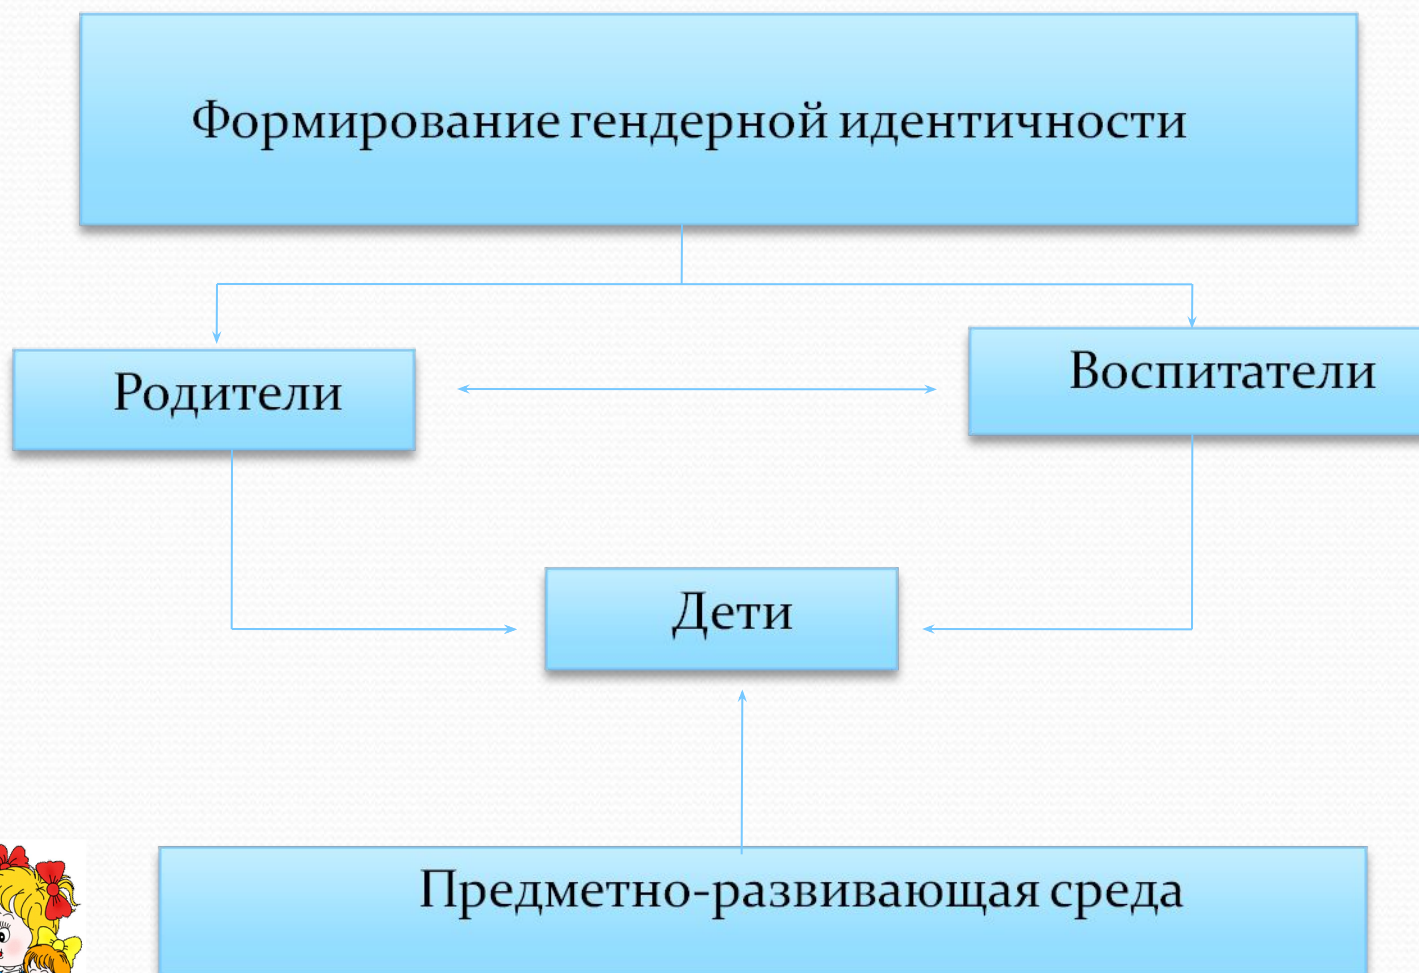 Формирование гендерной идентичности
Родители
Воспитатели
Дети
Предметно-развивающая среда